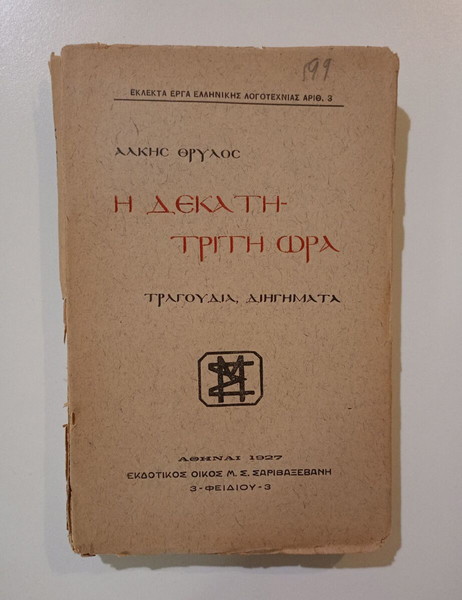 599
ΕΚΛΕΚΤΑ ΕΡΓΑ ΕΛΛΗΝΙΚΗΣ ΛΟΓΟΤΕΧΝΙΑΣ ΑΡΙΘ. 3
ΑΛΚΗΣ ΘΡΥΛΟΣ
Η ΔΕΚΑΤΗ-
ΤΡΙΤΗ ΩΡΑ
ΤΡΑΓΟΥΔΙΑ, ΔΙΗΓΗΜΑΤΑ
ΑΘΗΝΑΙ 1927
ΕΚΔΟΤΙΚΟΣ ΟΙΚΟΣ Μ. Σ. ΣΑΡΙΒΑΞΕΒΑΝΗ
3-ΦΕΙΔΙΟΥ-3